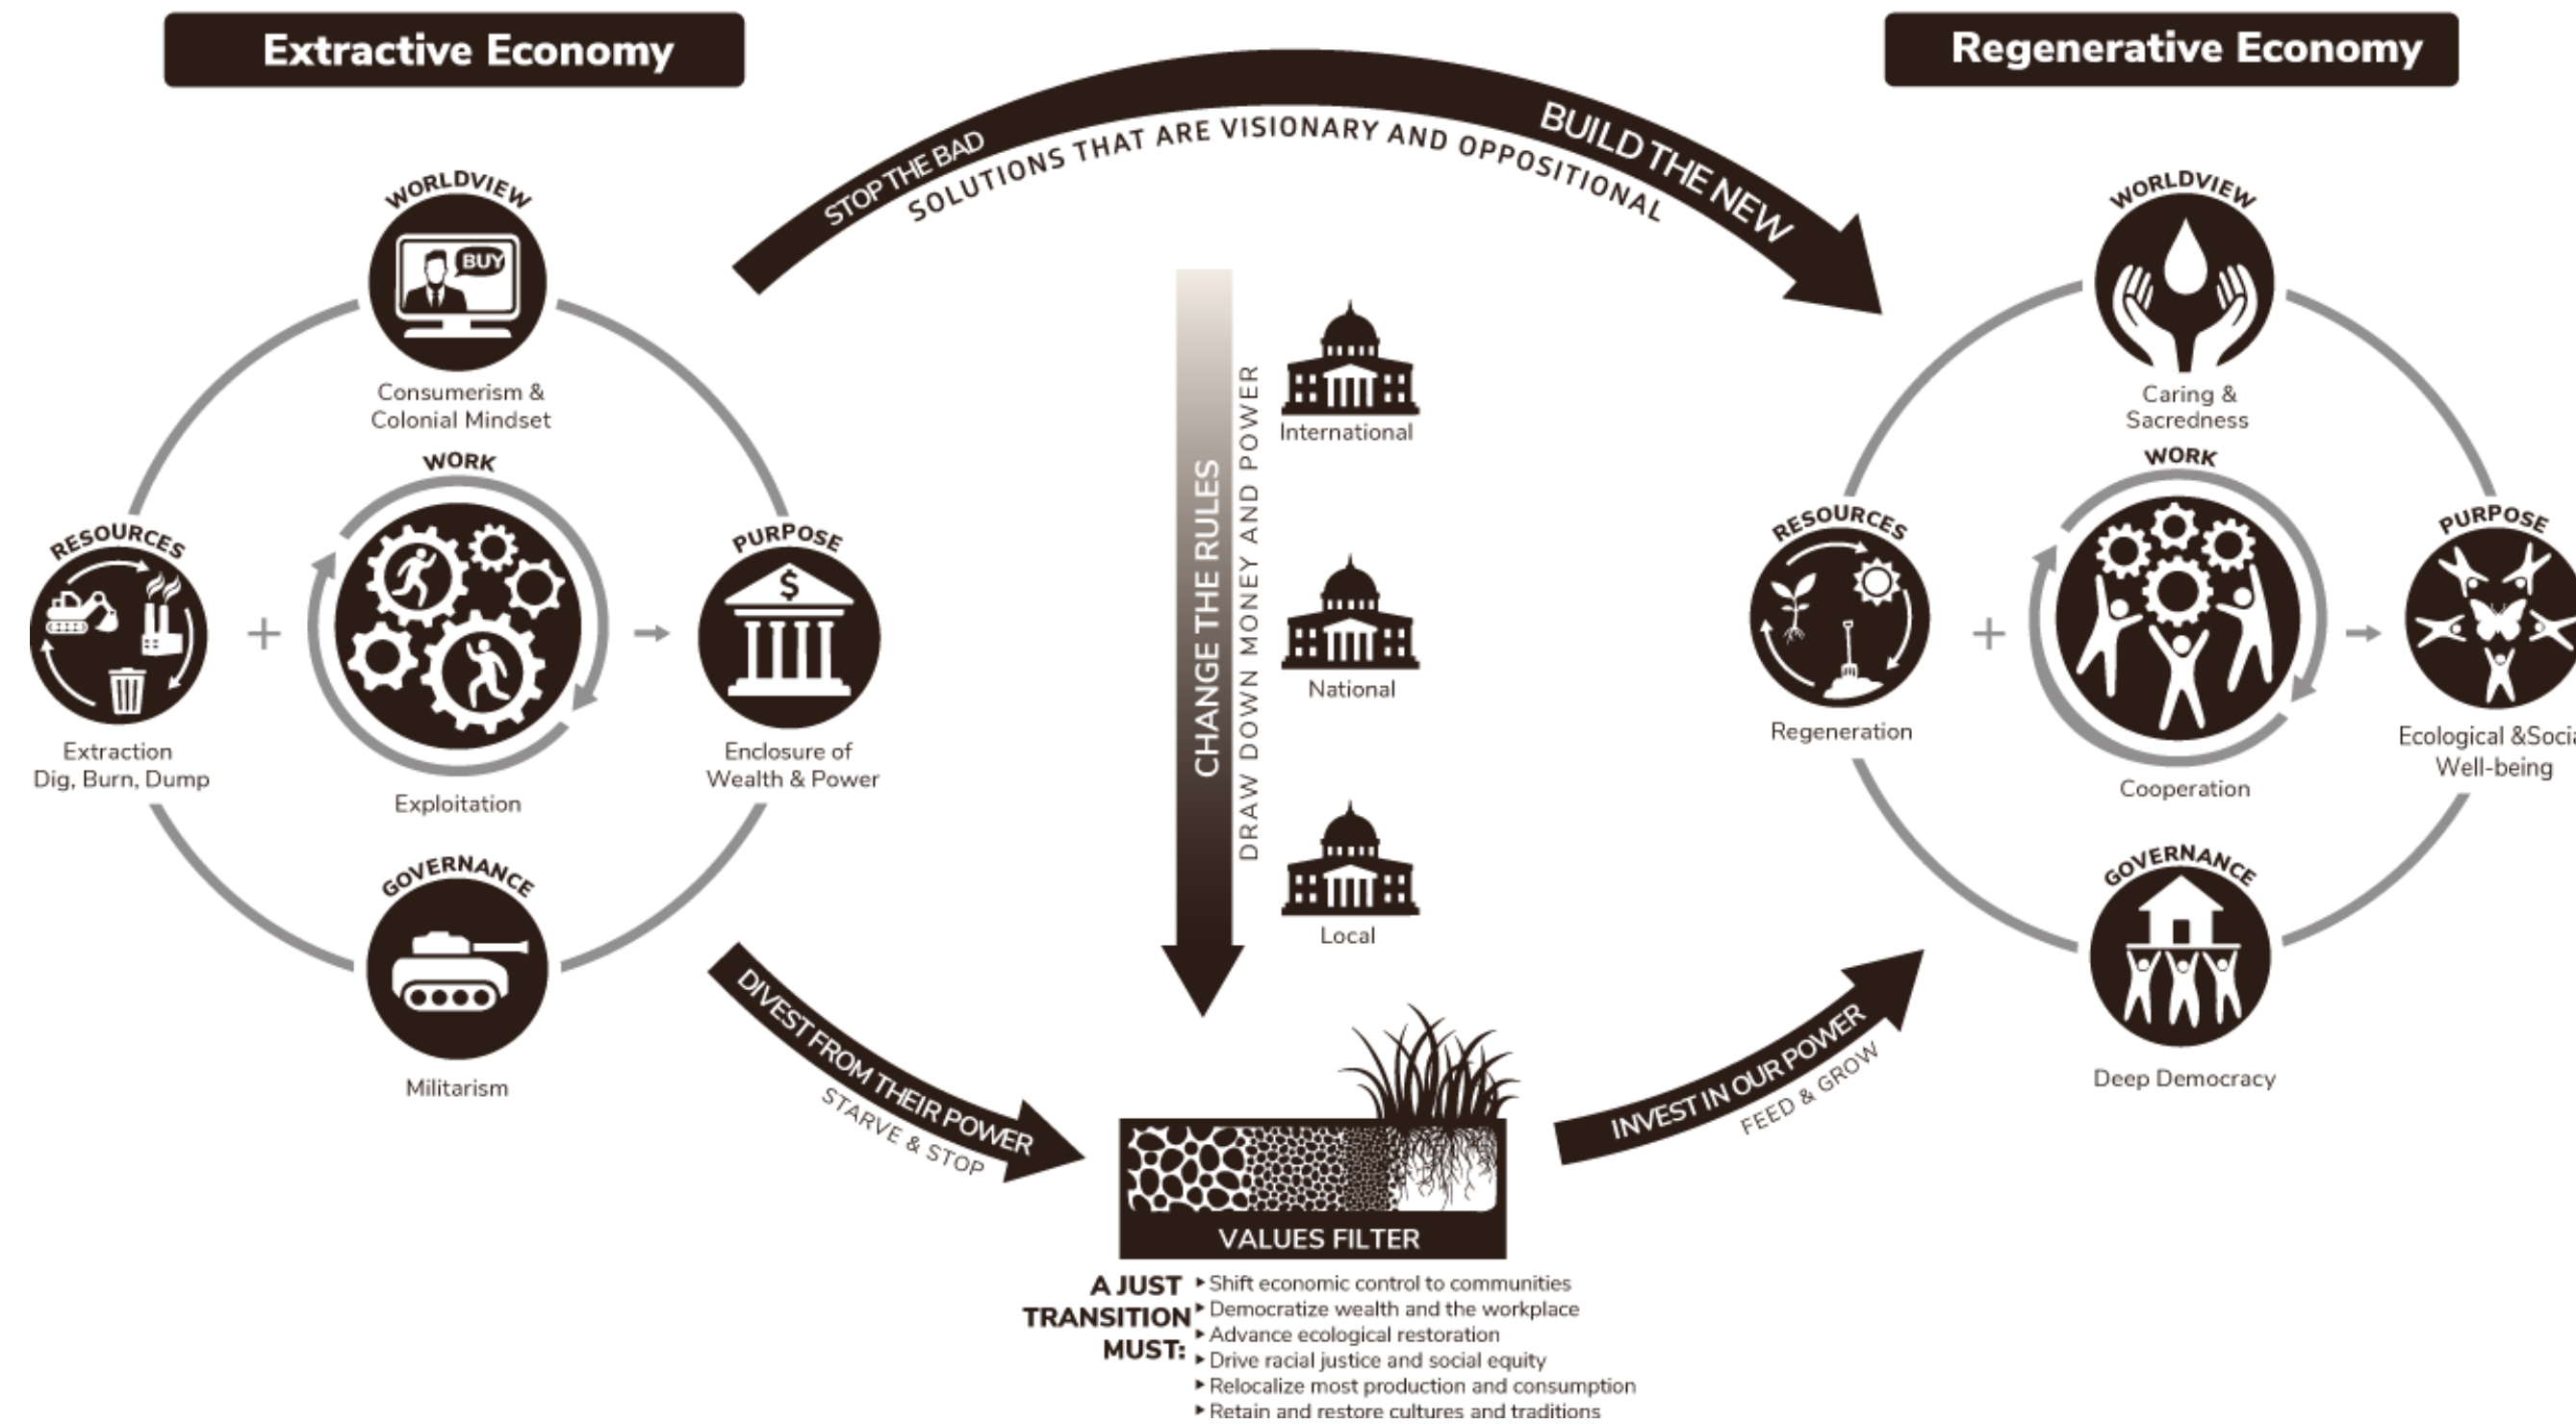 Extractive Economy
WORLDVIEW
BUY
Consumerism &
Colonial Mindset
WORK
RESOURCES
PURPOSE
$
Extraction
Dig, Burn, Dump
Exploitation
Enclosure of
Wealth & Power
GOVERNANCE
Militarism
STOP THE BAD
BUILD THE NEW
SOLUTIONS THAT ARE VISIONARY AND OPPOSITIONAL
CHANGE THE RULES
DRAW DOWN MONEY AND POWER
International
National
Local
DIVEST FROM THEIR POWER
STARVE & STOP
VALUES FILTER
INVEST IN OUR POWER
FEED & GROW
A JUST
TRANSITION
MUST:
▸ Shift economic control to communities
▸ Democratize wealth and the workplace
▸ Advance ecological restoration
▸ Drive racial justice and social equity
▸ Relocalize most production and consumption
▸ Retain and restore cultures and traditions
Regenerative Economy
WORLDVIEW
Caring &
Sacredness
WORK
RESOURCES
PURPOSE
Regeneration
Cooperation
Ecological &Socia
Well-being
GOVERNANCE
Deep Democracy